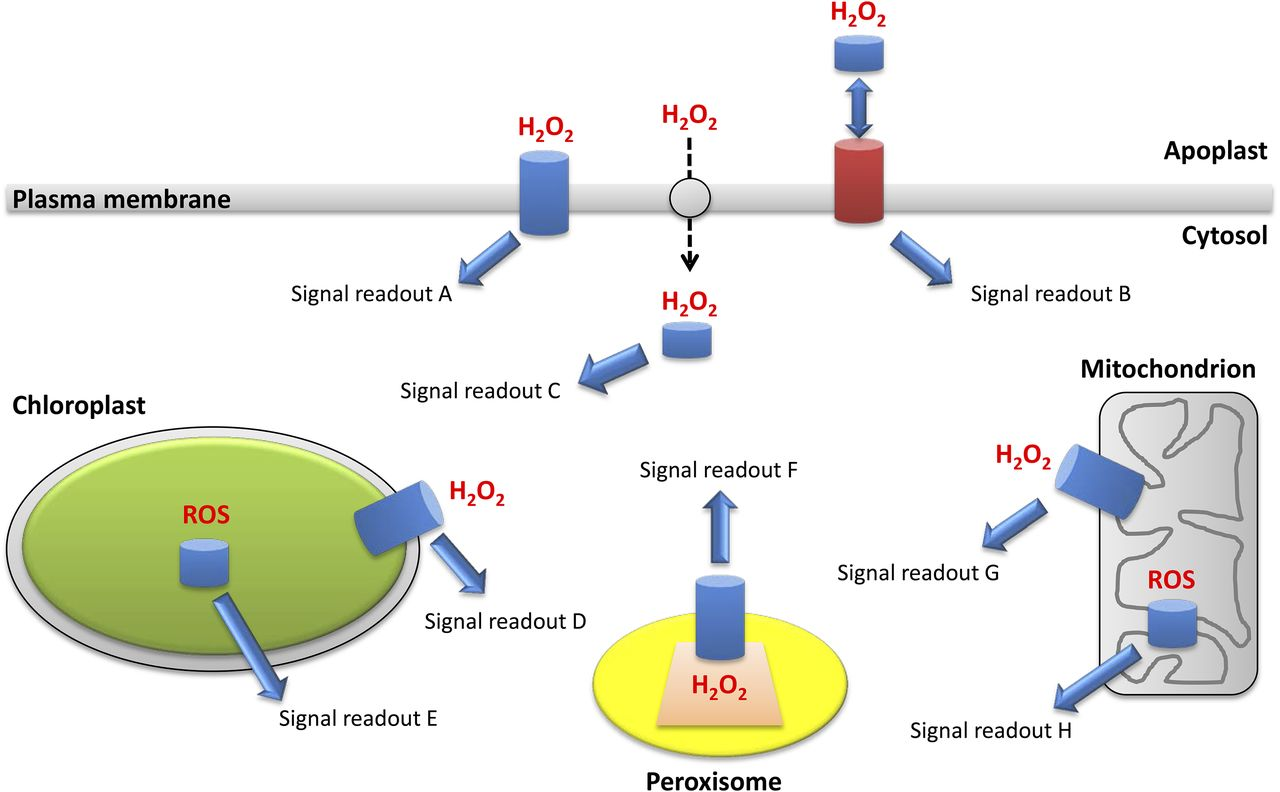 H₂O₂
H₂O₂
H₂O₂
Apoplast
Plasma membrane
Cytosol
Signal readout A
H₂O₂
Signal readout B
Signal readout C
Mitochondrion
Chloroplast
H₂O₂
Signal readout F
H₂O₂
ROS
Signal readout G
ROS
Signal readout D
H₂O₂
Signal readout E
Signal readout H
Peroxisome